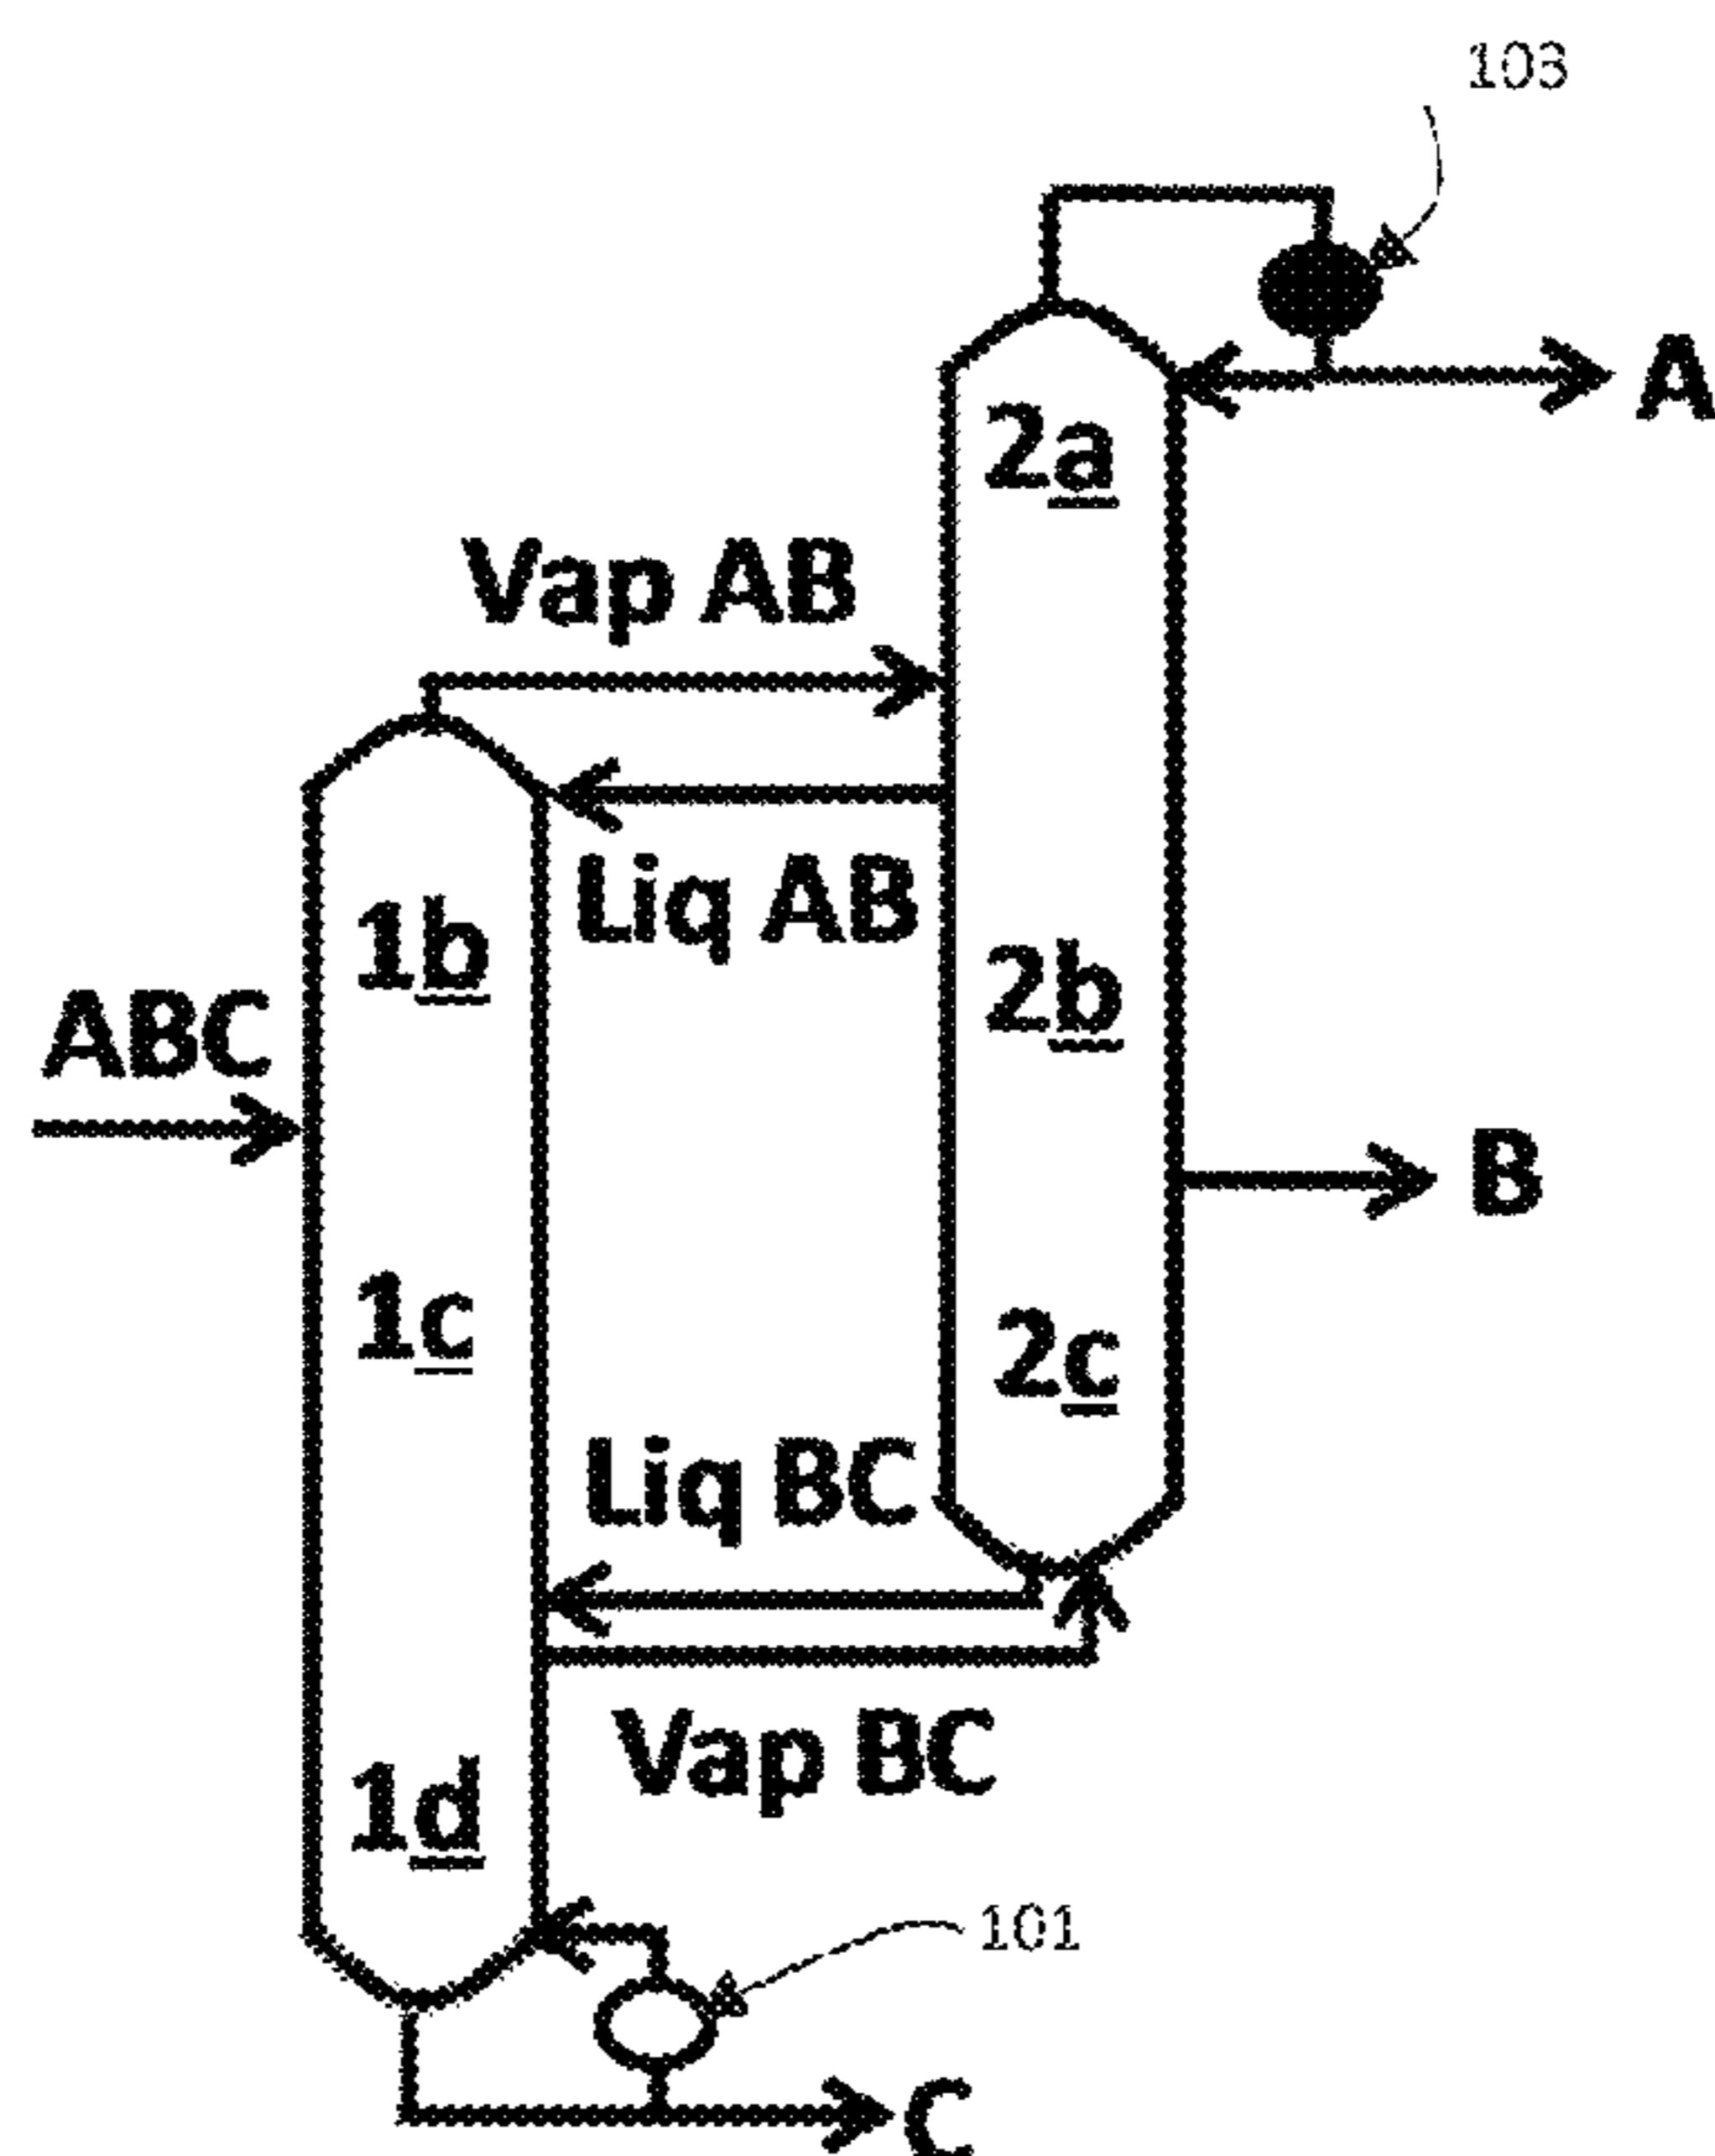 103
A
2a
Vap AB
Liq AB
1b
2b
ABC
B
1c
2c
Liq BC
Vap BC
1d
101
C